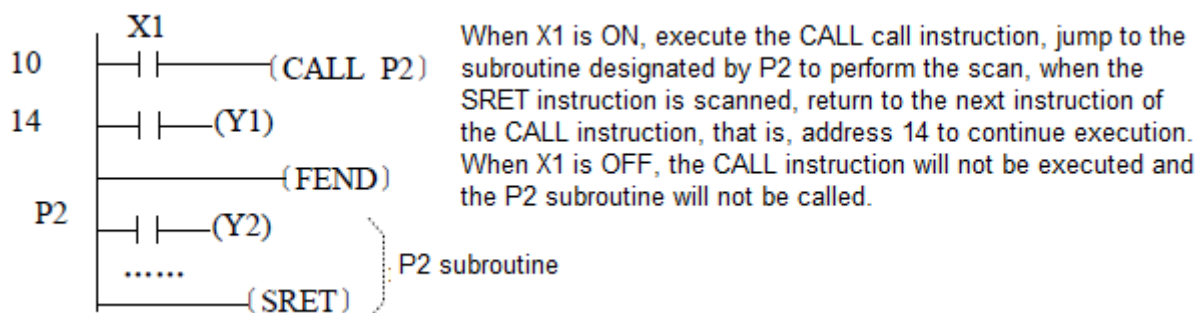 X1
10 (CALL P2)
14 (Y1)
(FEND)
P2 (Y2)
......
(SRET)
P2 subroutine
When X1 is ON, execute the CALL call instruction, jump to the
subroutine designated by P2 to perform the scan, when the
SRET instruction is scanned, return to the next instruction of
the CALL instruction, that is, address 14 to continue execution.
When X1 is OFF, the CALL instruction will not be executed and
the P2 subroutine will not be called.